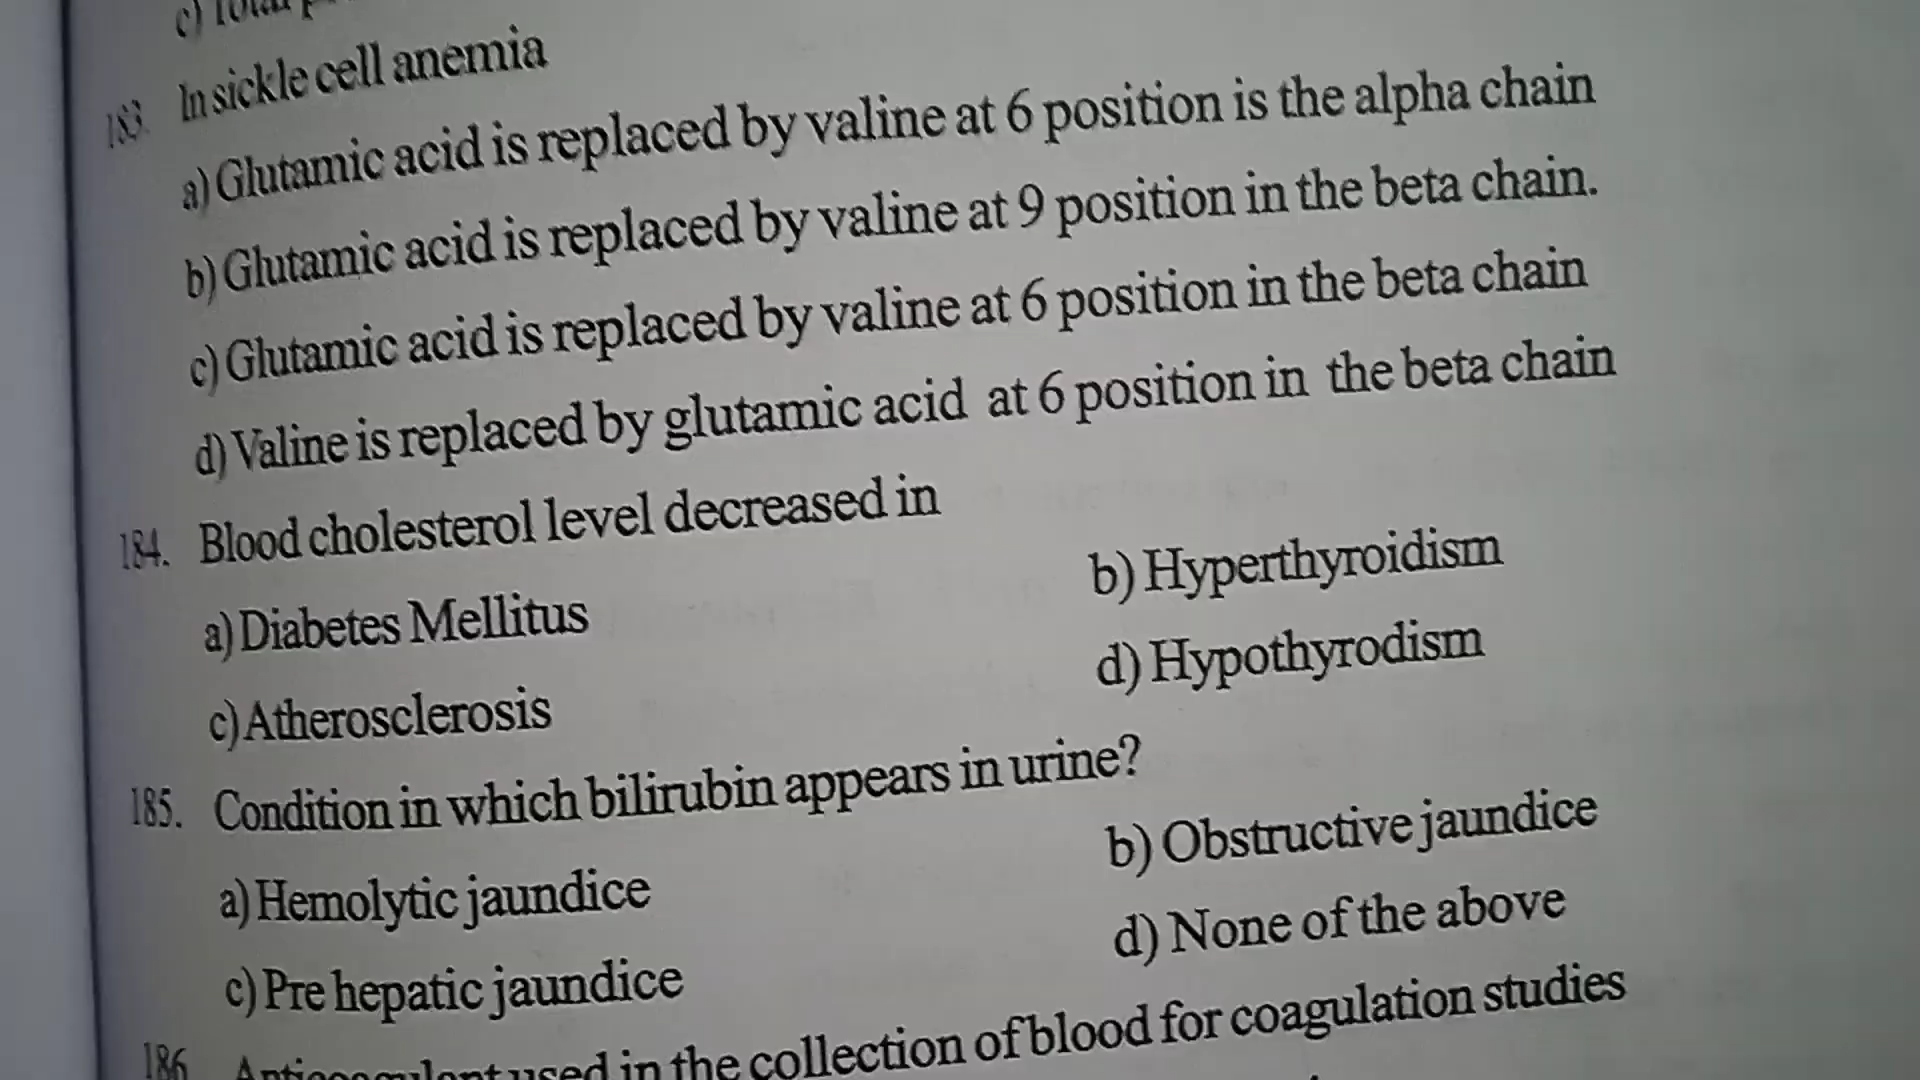 183. In sickle cell anemia
a) Glutamic acid is replaced by valine at 6 position is the alpha chain
b) Glutamic acid is replaced by valine at 9 position in the beta chain.
c) Glutamic acid is replaced by valine at 6 position in the beta chain
d) Valine is replaced by glutamic acid at 6 position in the beta chain
184. Blood cholesterol level decreased in
a) Diabetes Mellitus b) Hyperthyroidism
c) Atherosclerosis d) Hypothyrodism
185. Condition in which bilirubin appears in urine?
a) Hemolytic jaundice b) Obstructive jaundice
c) Pre hepatic jaundice d) None of the above
186 Anticoagulant used in the collection of blood for coagulation studies